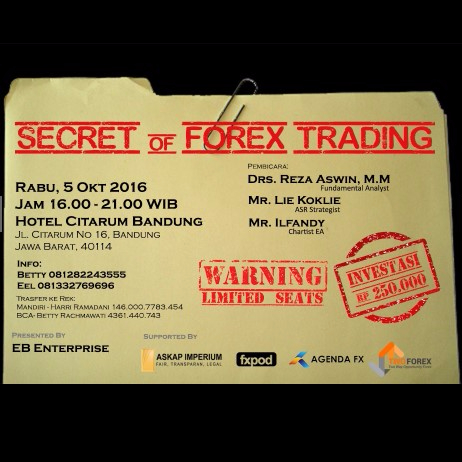 SECRET OF FOREX TRADING
PEMBICARA:
DRS. REZA ASWIN, M.M
Fundamental Analyst
MR. LIE KOKLIE
ASR Strategist
MR. ILFANDY
Chartist EA
RABU, 5 OKT 2016
JAM 16.00 - 21.00 WIB
HOTEL CITARUM BANDUNG
JL. CITARUM NO 16, BANDUNG
JAWA BARAT, 40114
INFO:
BETTY 081282243555
EEL 081332769696
TRASFER KE REK:
MANDIRI - HARRI RAMADANI 146.000.7783.454
BCA- BETTY RACHMAWATI 4361.440.743
WARNING
LIMITED SEATS
INVESTASI
RP 250.000
PRESENTED BY
EB ENTERPRISE
SUPPORTED BY
ASKAP IMPERIUM
FAIR, TRANSPARAN, LEGAL
fxpod
AGENDA FX
FOREX